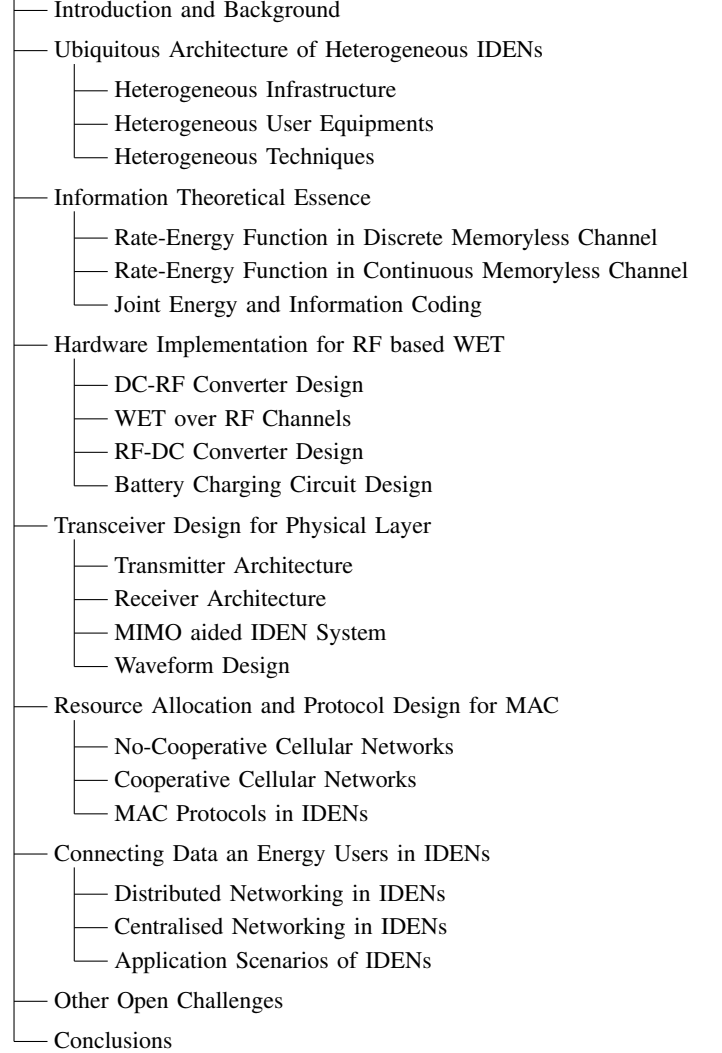 Introduction and Background
Ubiquitous Architecture of Heterogeneous IDENs
Heterogeneous Infrastructure
Heterogeneous User Equipments
Heterogeneous Techniques
Information Theoretical Essence
Rate-Energy Function in Discrete Memoryless Channel
Rate-Energy Function in Continuous Memoryless Channel
Joint Energy and Information Coding
Hardware Implementation for RF based WET
DC-RF Converter Design
WET over RF Channels
RF-DC Converter Design
Battery Charging Circuit Design
Transceiver Design for Physical Layer
Transmitter Architecture
Receiver Architecture
MIMO aided IDEN System
Waveform Design
Resource Allocation and Protocol Design for MAC
No-Cooperative Cellular Networks
Cooperative Cellular Networks
MAC Protocols in IDENs
Connecting Data an Energy Users in IDENs
Distributed Networking in IDENs
Centralised Networking in IDENs
Application Scenarios of IDENs
Other Open Challenges
Conclusions